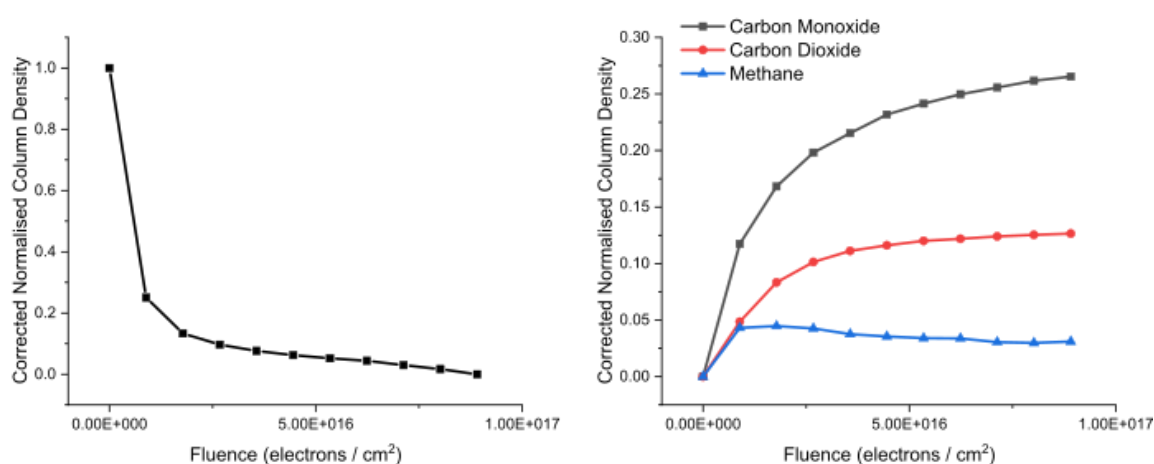 Corrected Normalised Column Density
1.0
0.8
0.6
0.4
0.2
0.0
0.00E+000
5.00E+016
1.00E+017
Fluence (electrons / cm²)
Carbon Monoxide
Carbon Dioxide
Methane
Corrected Normalised Column Density
0.30
0.25
0.20
0.15
0.10
0.05
0.00
0.00E+000
5.00E+016
1.00E+017
Fluence (electrons / cm²)